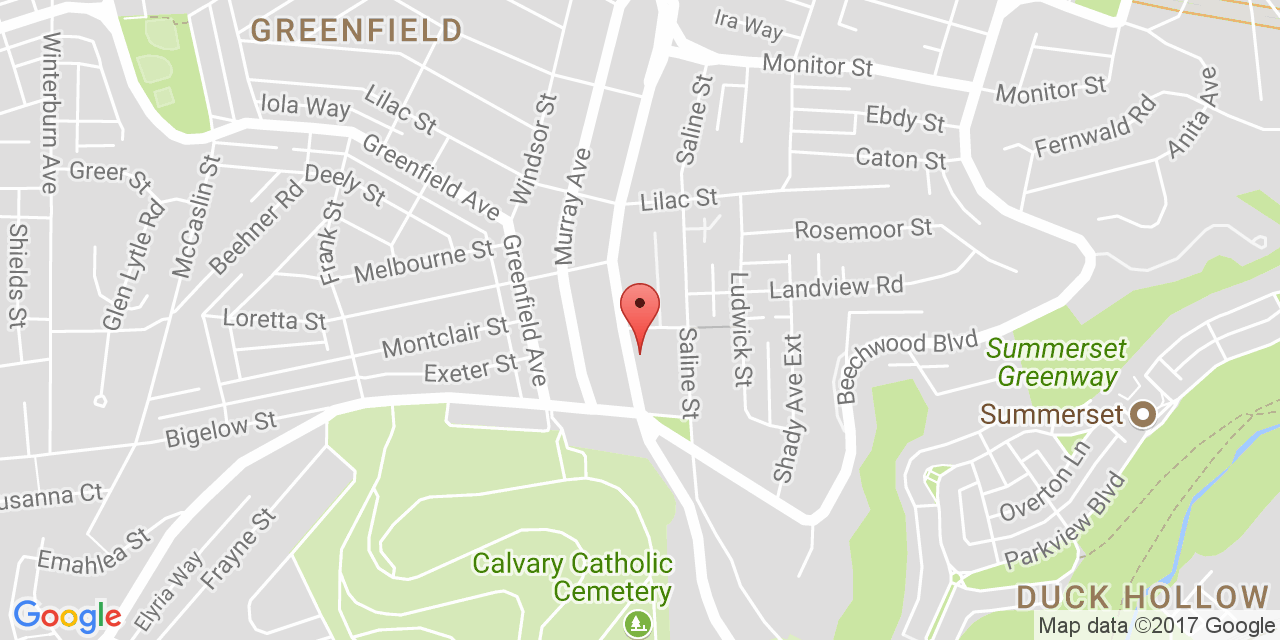 GREENFIELD
Ira Way
Monitor St
Monitor St
Winterburn Ave
Iola Way
Lilac St
Windsor St
Saline St
Ebdy St
Fernwald Rd
Anita Ave
Greenfield Ave
Caton St
Greer St
Deely St
McCaslin St
Murray Ave
Lilac St
Glen Lytle Rd
Beehner Rd
Frank St
Rosemoor St
Shields St
Melbourne St
Greenfield Ave
Ludwick St
Landview Rd
Loretta St
Montclair St
Saline St
Shady Ave Ext
Beechwood Blvd
Summerset
Greenway
Exeter St
Summerset
Bigelow St
Overton Ln
usanna Ct
Parkview Blvd
Emahlea St
Frayne St
Elyria Way
Calvary Catholic
Cemetery
DUCK HOLLOW
Google
Map data ©2017 Google